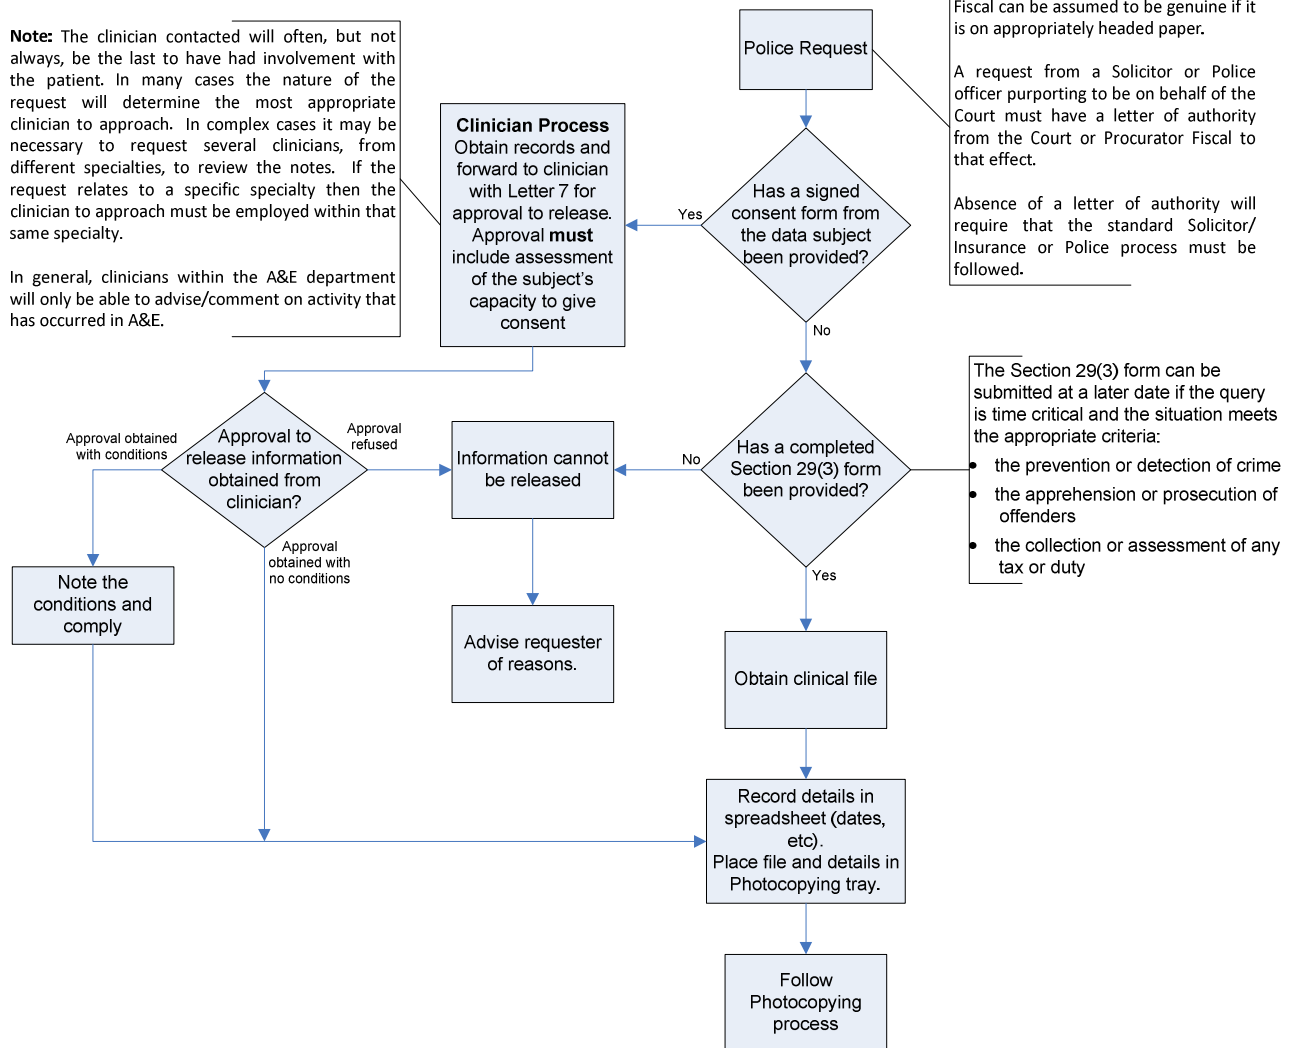 Note: The clinician contacted will often, but not
always, be the last to have had involvement with
the patient. In many cases the nature of the
request will determine the most appropriate
clinician to approach. In complex cases it may be
necessary to request several clinicians, from
different specialties, to review the notes. If the
request relates to a specific specialty then the
clinician to approach must be employed within that
same specialty.
In general, clinicians within the A&E department
will only be able to advise/comment on activity that
has occurred in A&E.
Police Request
Fiscal can be assumed to be genuine if it
is on appropriately headed paper.
A request from a Solicitor or Police
officer purporting to be on behalf of the
Court must have a letter of authority
from the Court or Procurator Fiscal to
that effect.
Absence of a letter of authority will
require that the standard Solicitor/
Insurance or Police process must be
followed.
Clinician Process
Obtain records and
forward to clinician
with Letter 7 for
approval to release.
Approval must
include assessment
of the subject's
capacity to give
consent
Yes
Has a signed
consent form from
the data subject
been provided?
No
Approval obtained
with conditions
Approval to
release information
obtained from
clinician?
Approval
refused
Approval
obtained with
no conditions
Information cannot
be released
No
Has a completed
Section 29(3) form
been provided?
Yes
The Section 29(3) form can be
submitted at a later date if the query
is time critical and the situation meets
the appropriate criteria:
• the prevention or detection of crime
• the apprehension or prosecution of
offenders
• the collection or assessment of any
tax or duty
Note the
conditions and
comply
Advise requester
of reasons.
Obtain clinical file
Record details in
spreadsheet (dates,
etc).
Place file and details in
Photocopying tray.
Follow
Photocopying
process